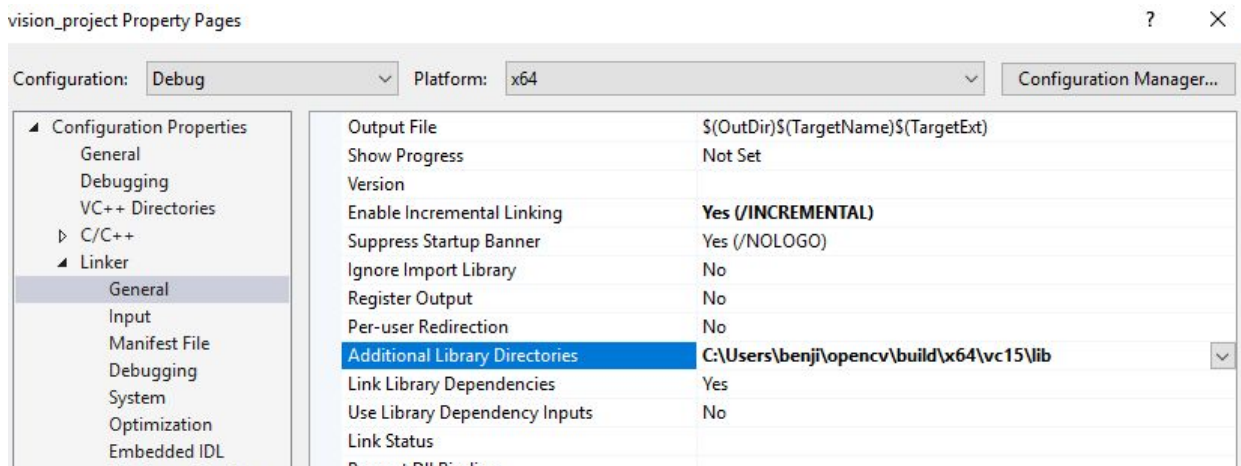 vision_project Property Pages
? X
Configuration: Debug Platform: x64 Configuration Manager...
Configuration Properties
General
Debugging
VC++ Directories
C/C++
Linker
General
Input
Manifest File
Debugging
System
Optimization
Embedded IDL
Output File $(OutDir)$(TargetName)$(TargetExt)
Show Progress Not Set
Version
Enable Incremental Linking Yes (/INCREMENTAL)
Suppress Startup Banner Yes (/NOLOGO)
Ignore Import Library No
Register Output No
Per-user Redirection No
Additional Library Directories C:\Users\benji\opencv\build\x64\vc15\lib
Link Library Dependencies Yes
Use Library Dependency Inputs No
Link Status